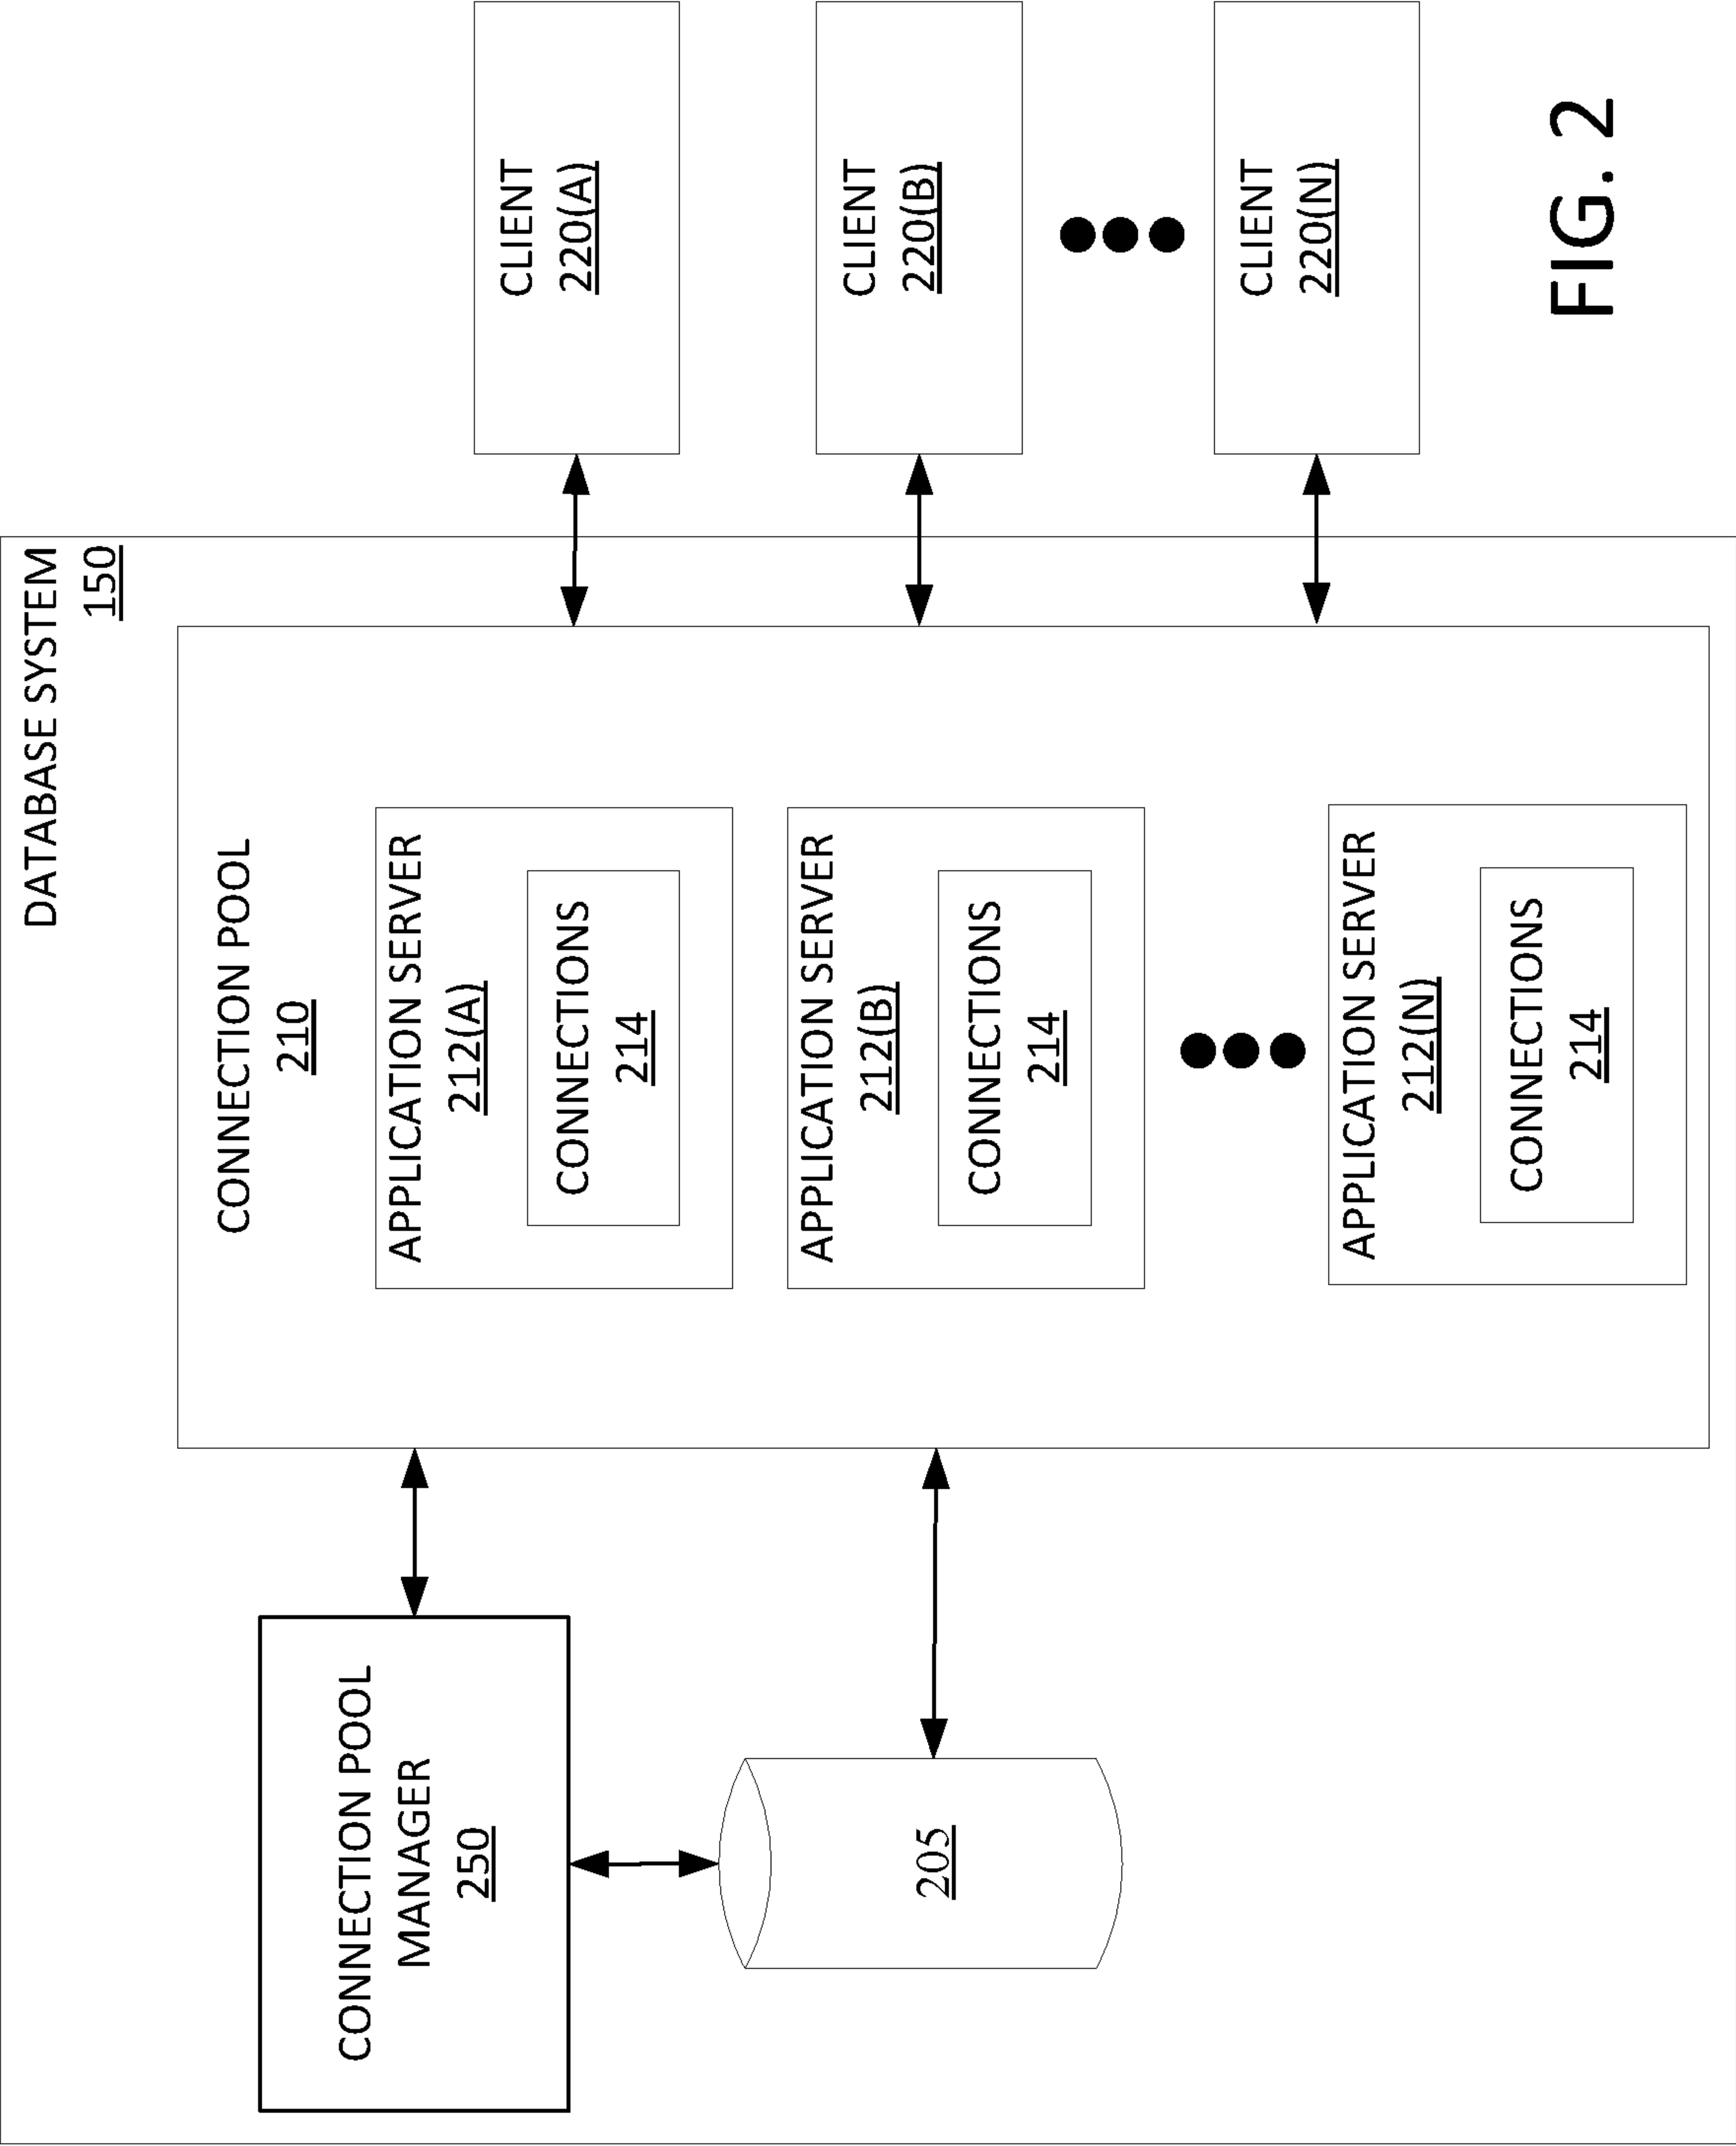 DATABASE SYSTEM
150
CONNECTION POOL
MANAGER
250
205
CONNECTION POOL
210
APPLICATION SERVER
212(A)
CONNECTIONS
214
APPLICATION SERVER
212(B)
CONNECTIONS
214
APPLICATION SERVER
212(N)
CONNECTIONS
214
CLIENT
220(A)
CLIENT
220(B)
CLIENT
220(N)
FIG. 2